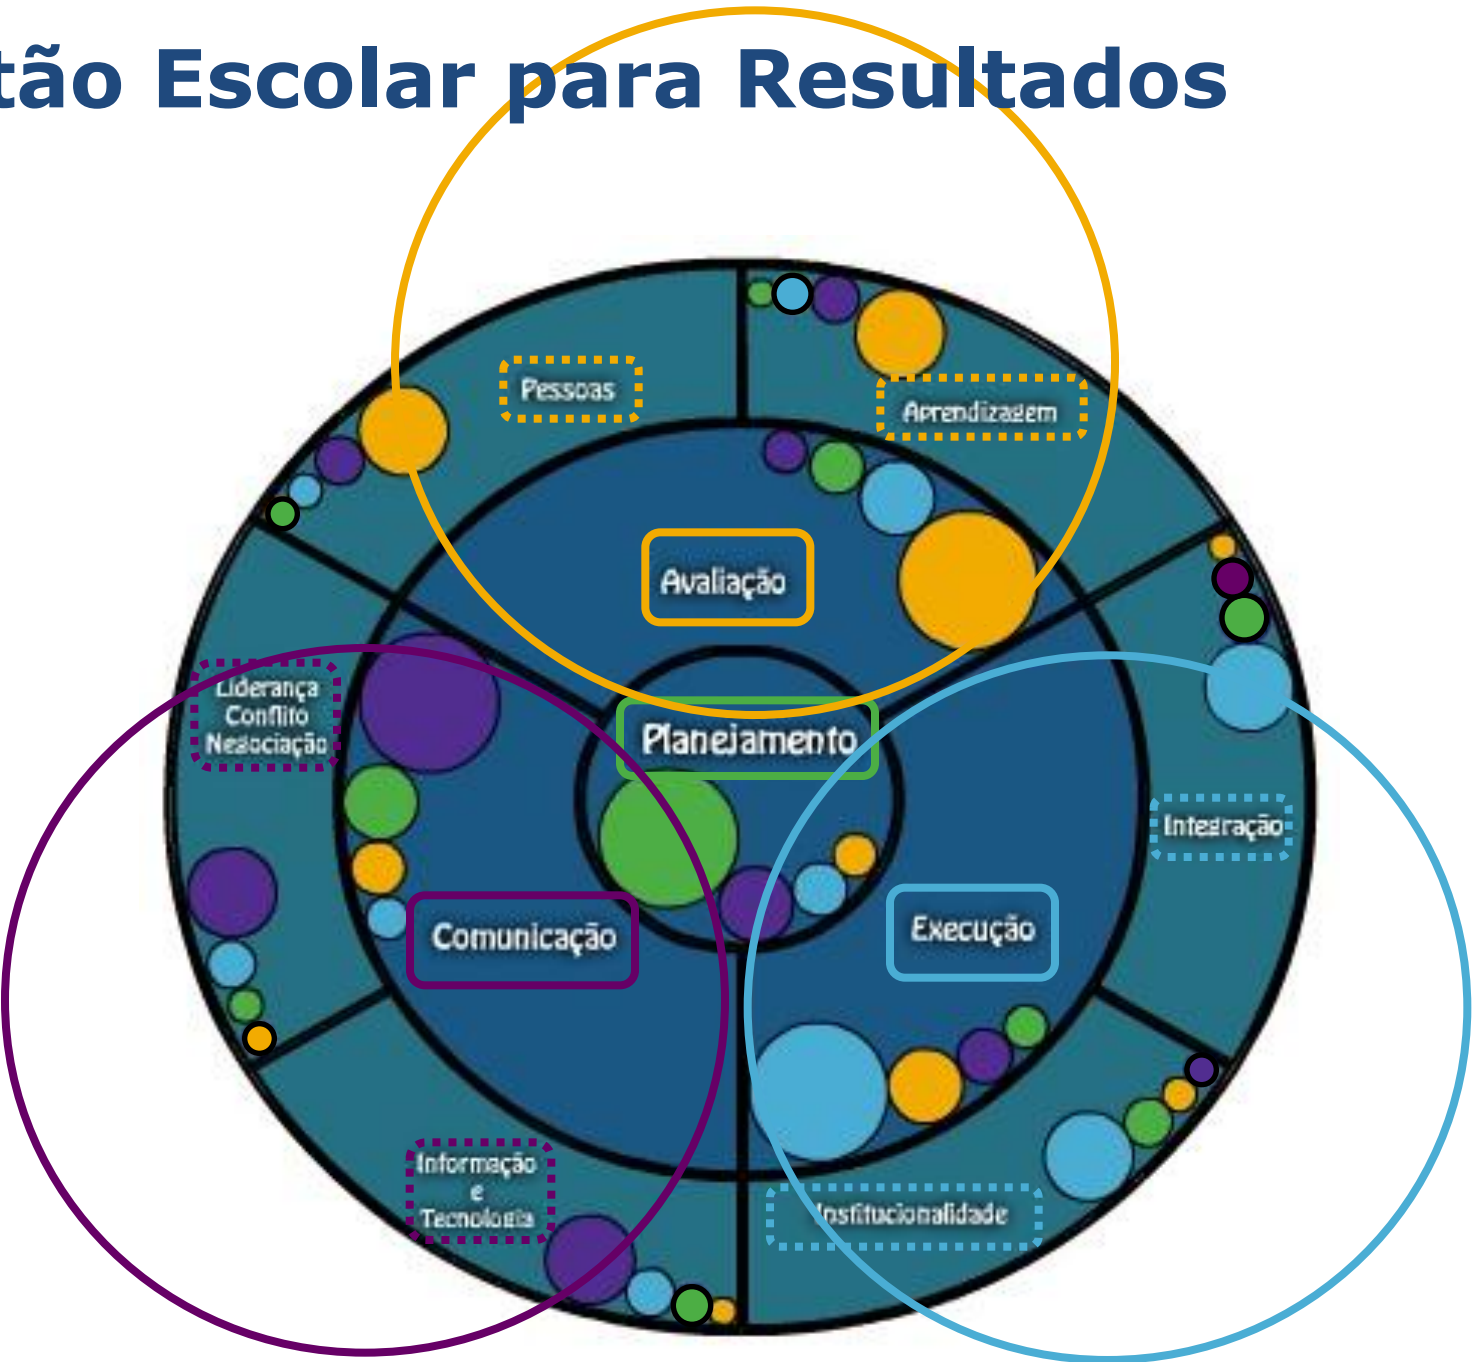 tão Escolar para Resultados
Pessoas
Aprendizagem
Avaliação
Liderança
Conflito
Negociação
Planejamento
Integração
Comunicação
Execução
Informação
e
Tecnologia
Institucionalidade